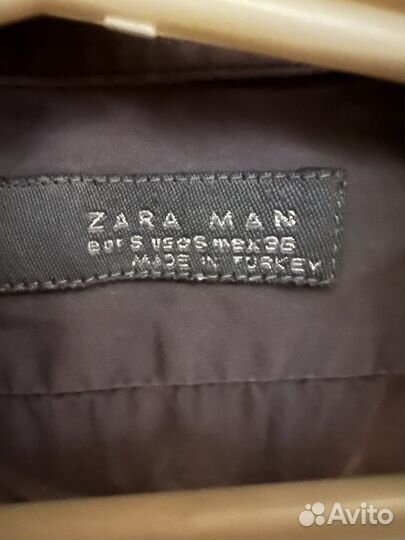 ZARA MAN
eur S usa S mex 36
MADE IN TURKEY
Avito